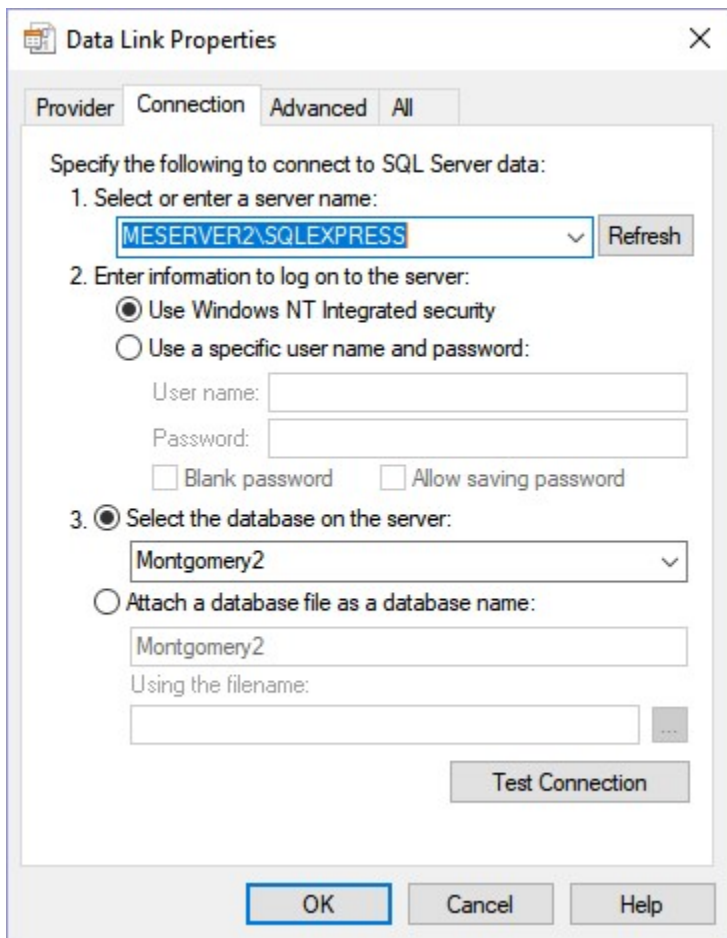 Data Link Properties
Provider Connection Advanced All
Specify the following to connect to SQL Server data:
1. Select or enter a server name:
MESERVER2\SQLEXPRESS Refresh
2. Enter information to log on to the server:
Use Windows NT Integrated security
Use a specific user name and password:
User name:
Password:
Blank password Allow saving password
3. Select the database on the server:
Montgomery2
Attach a database file as a database name:
Montgomery2
Using the filename:
...
Test Connection
OK Cancel Help